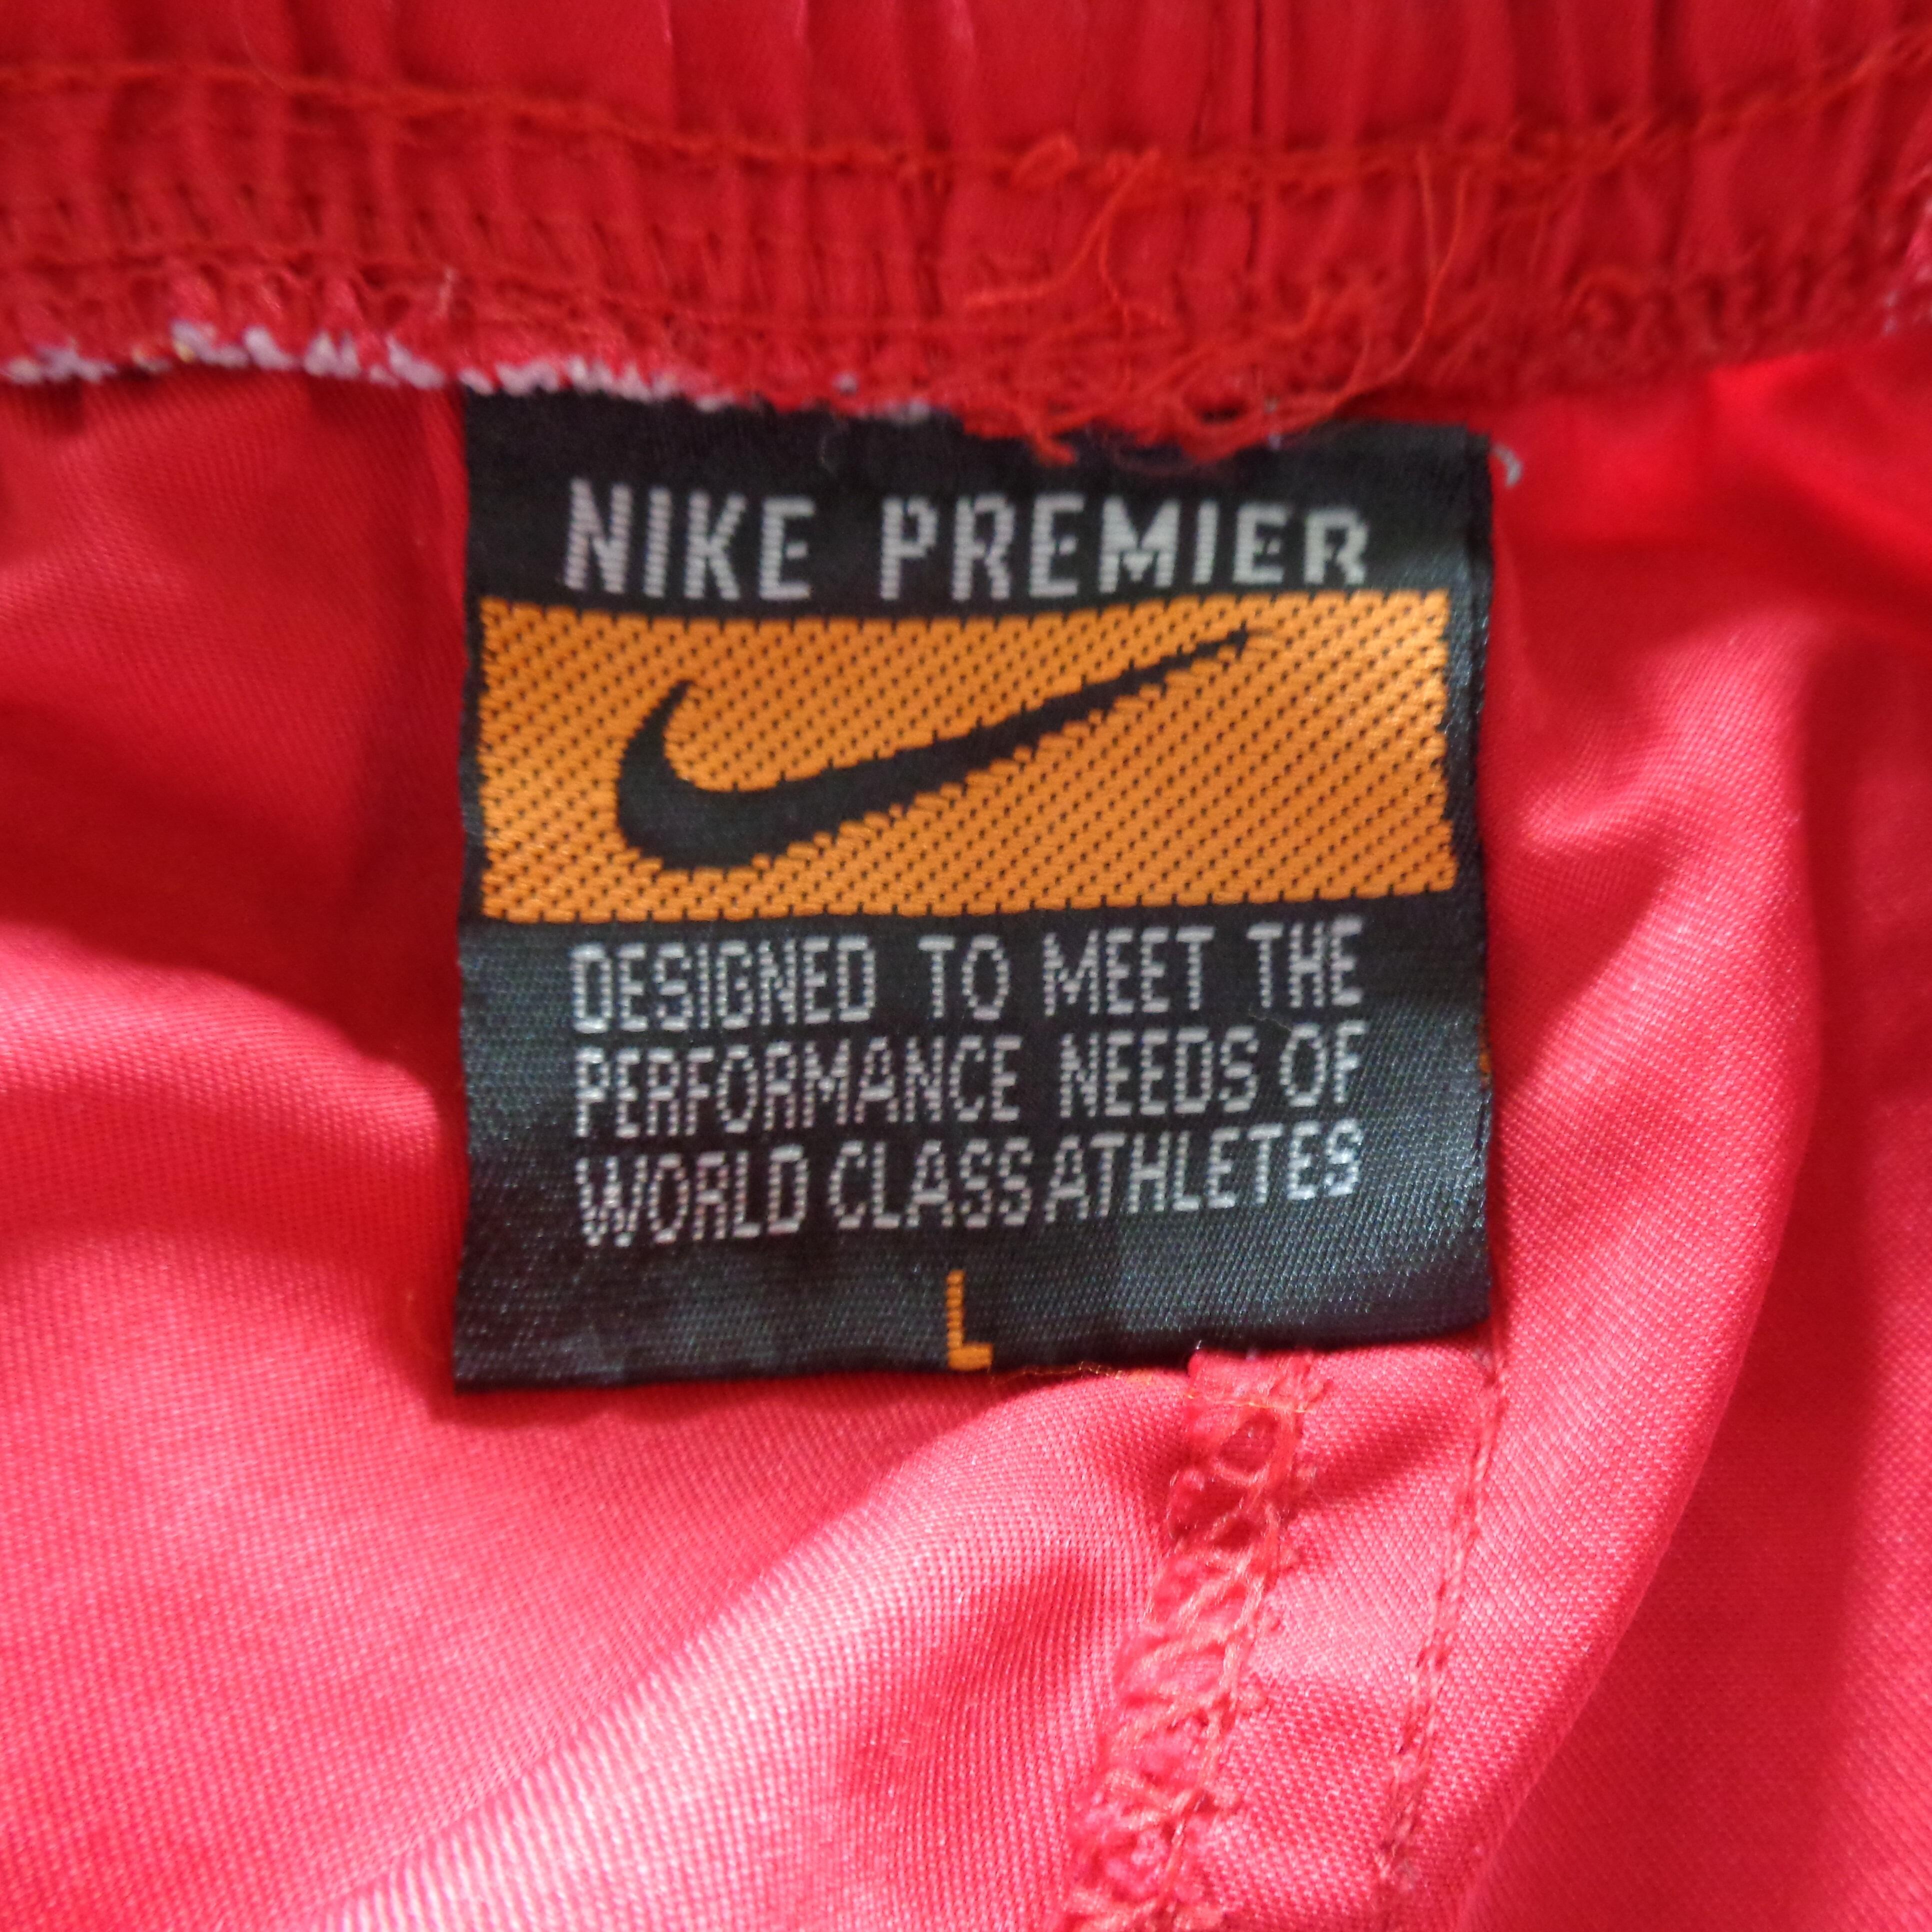 NIKE PREMIER
DESIGNED TO MEET THE
PERFORMANCE NEEDS OF
WORLD CLASS ATHLETES
L